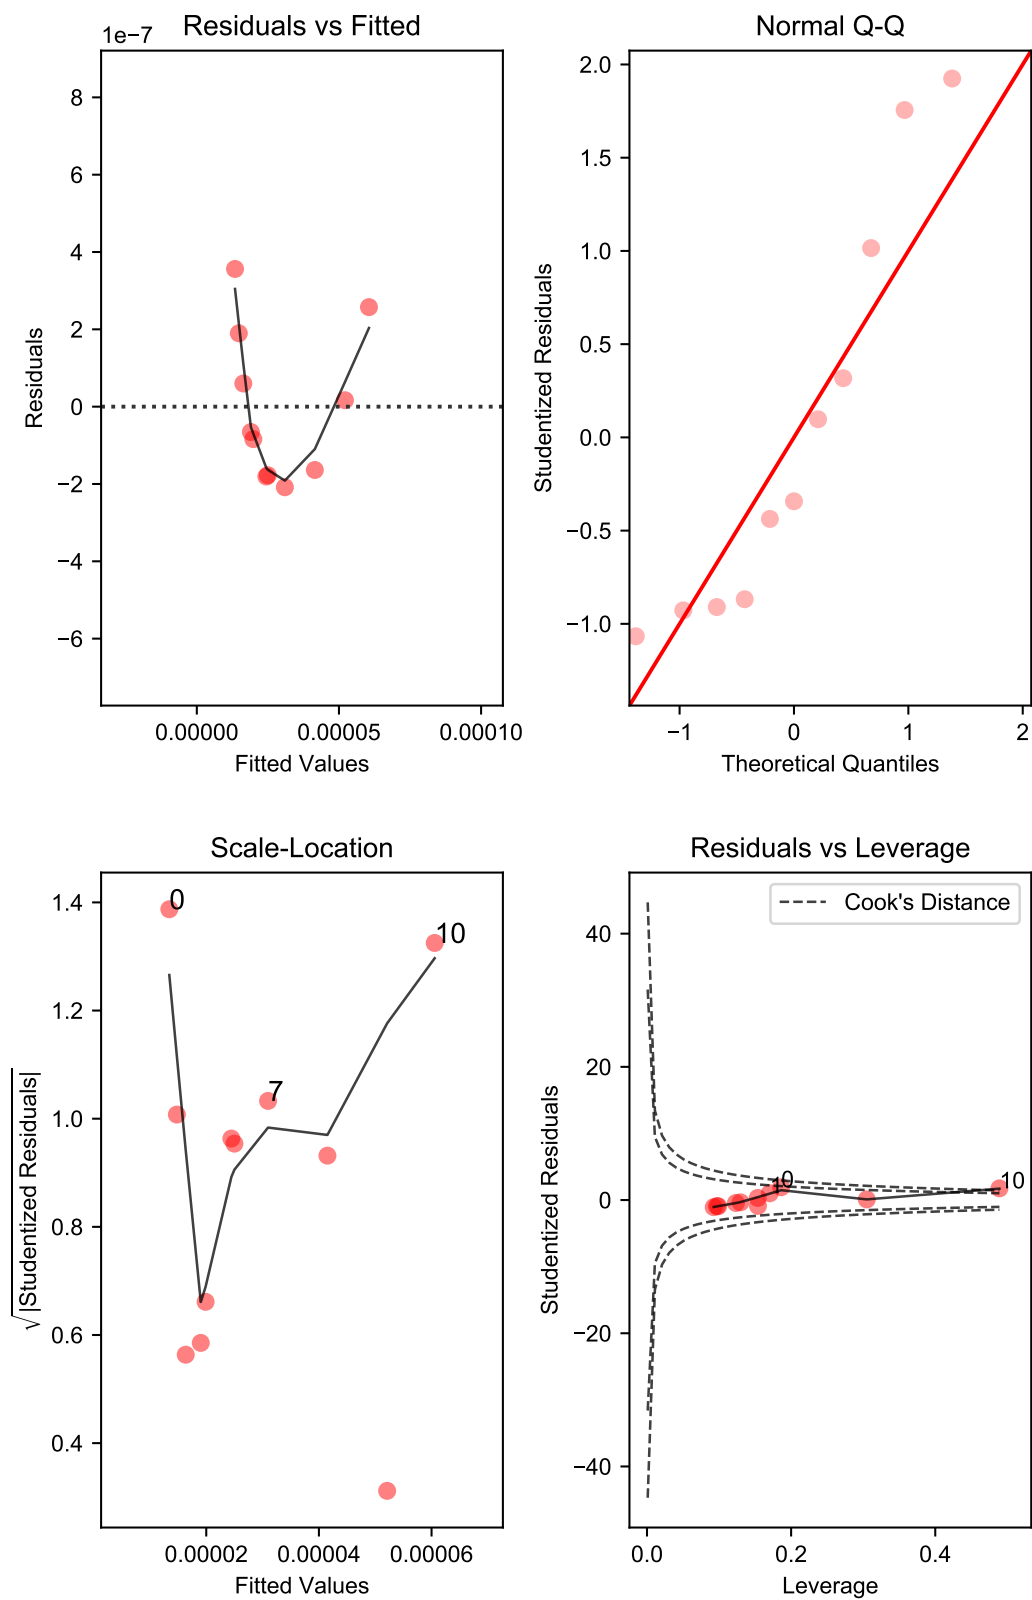 Residuals vs Fitted
1e−7
8
6
4
2
0
−2
−4
−6
Residuals
0.00000 0.00005 0.00010
Fitted Values
Normal Q-Q
2.0
1.5
1.0
0.5
0.0
−0.5
−1.0
Studentized Residuals
−1 0 1 2
Theoretical Quantiles
Scale-Location
1.4
1.2
1.0
0.8
0.6
0.4
√|Studentized Residuals|
0
10
7
0.00002 0.00004 0.00006
Fitted Values
Residuals vs Leverage
Cook's Distance
40
20
0
−20
−40
Studentized Residuals
10
0.0 0.2 0.4
Leverage